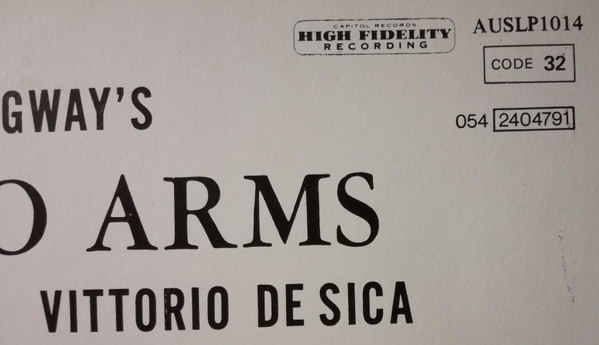 CAPITOL RECORDS
HIGH FIDELITY
RECORDING
AUSLP1014
CODE 32
054 2404791
GWAY'S
O ARMS
VITTORIO DE SICA